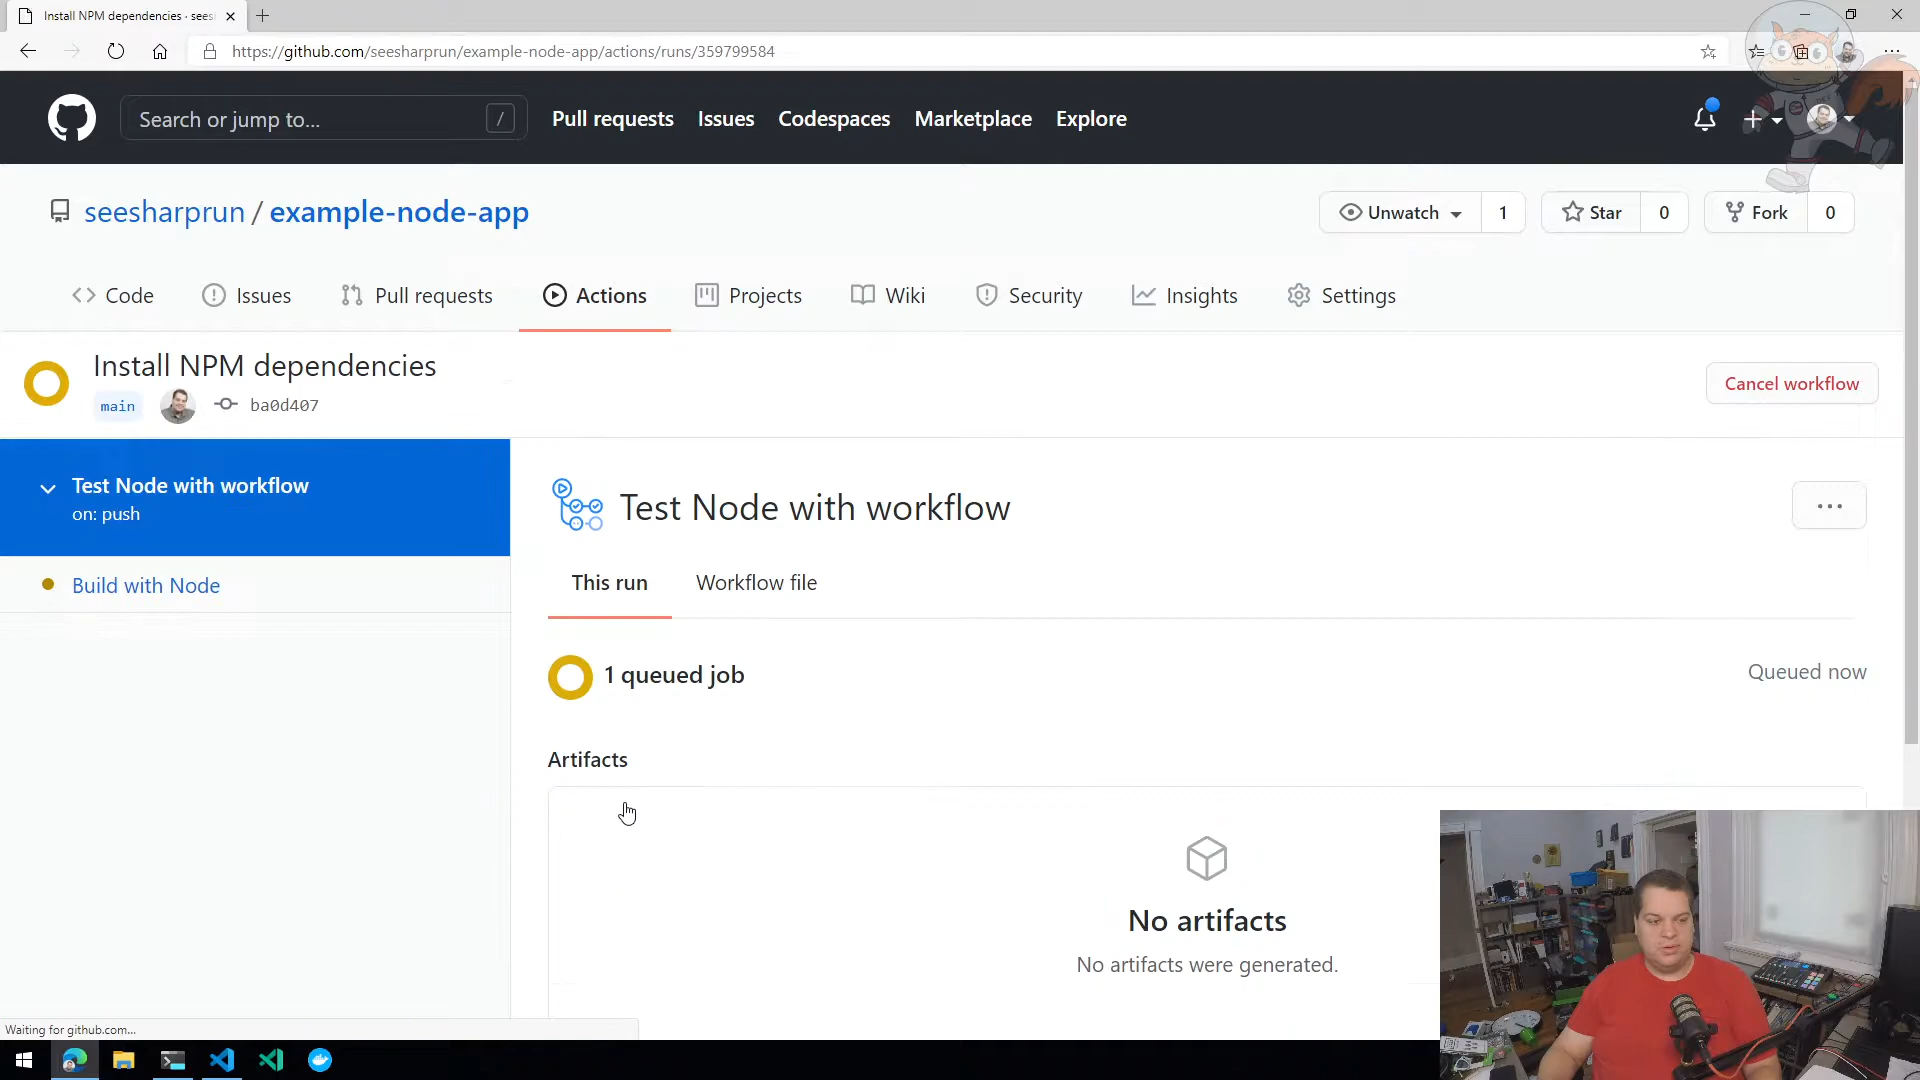 Install NPM dependencies · sees
https://github.com/seesharprun/example-node-app/actions/runs/359799584
Search or jump to...
/
Pull requests
Issues
Codespaces
Marketplace
Explore
seesharprun / example-node-app
Unwatch
1
Star
0
Fork
0
Code
Issues
Pull requests
Actions
Projects
Wiki
Security
Insights
Settings
Install NPM dependencies
main
ba0d407
Cancel workflow
Test Node with workflow
on: push
Build with Node
Test Node with workflow
This run
Workflow file
1 queued job
Queued now
Artifacts
No artifacts
No artifacts were generated.
Waiting for github.com...